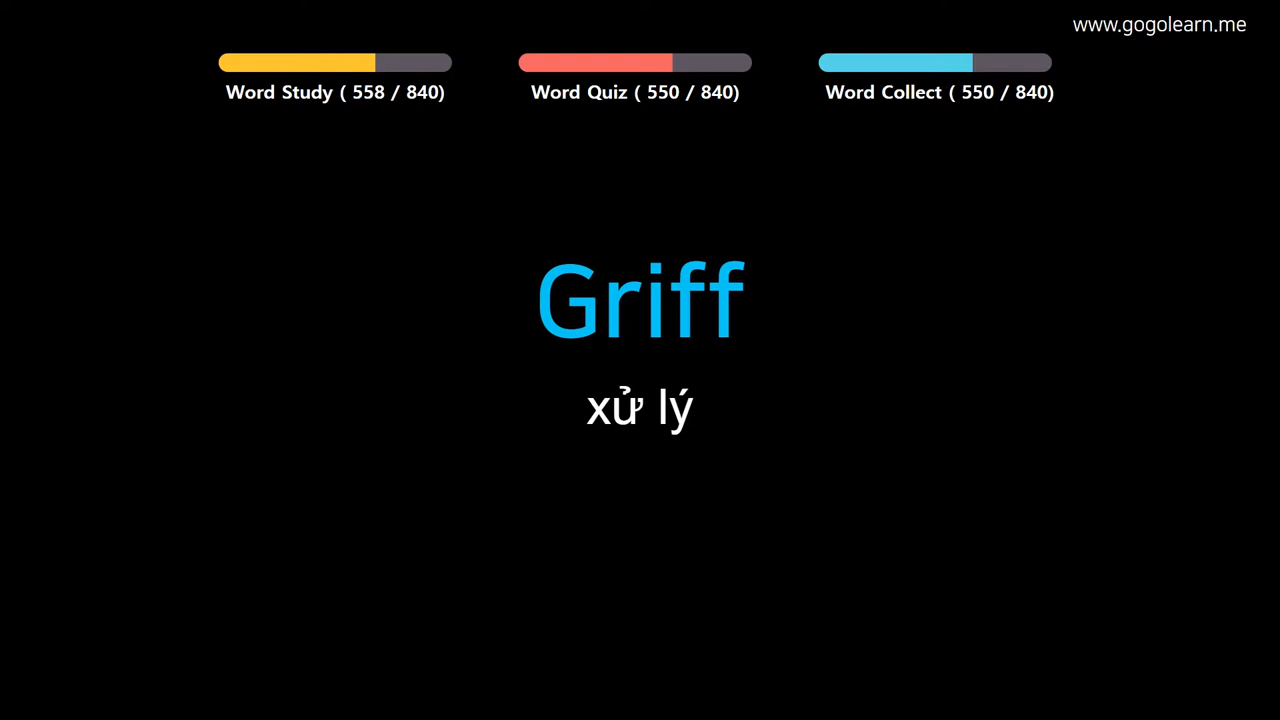 www.gogolearn.me
Word Study ( 558 / 840)
Word Quiz ( 550 / 840)
Word Collect ( 550 / 840)
Griff
xử lý